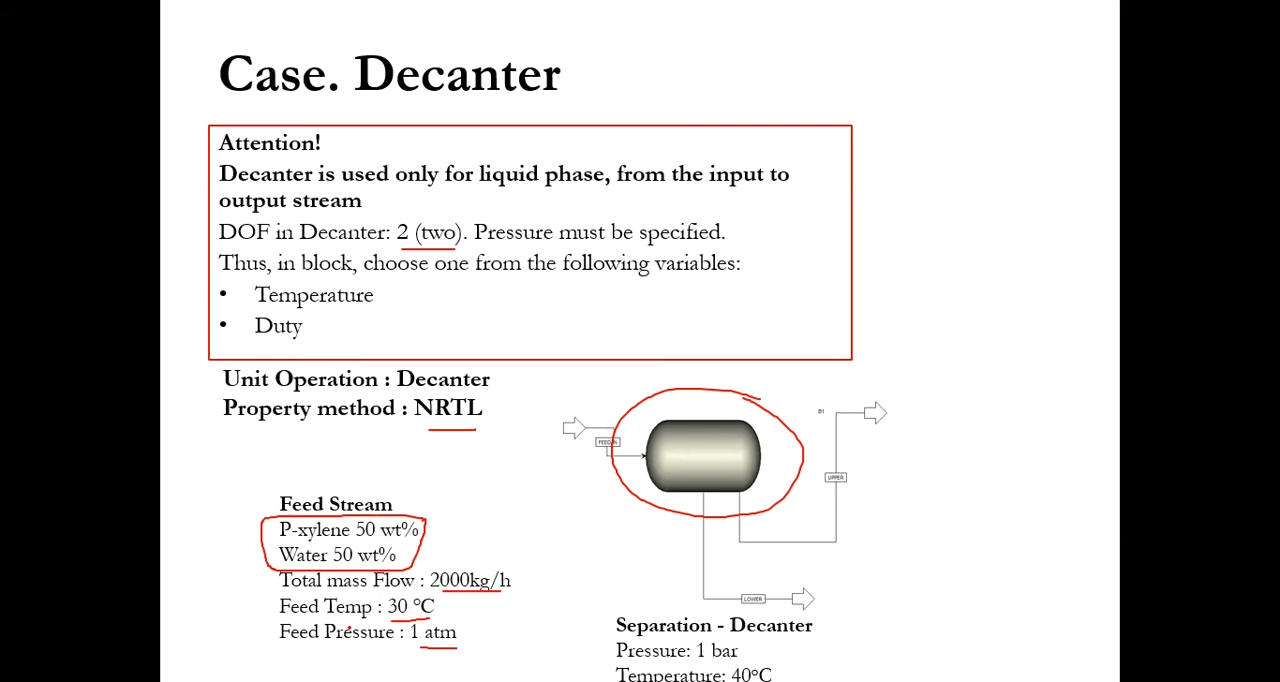 Case. Decanter
Attention!
Decanter is used only for liquid phase, from the input to
output stream
DOF in Decanter: 2 (two). Pressure must be specified.
Thus, in block, choose one from the following variables:
• Temperature
• Duty
Unit Operation : Decanter
Property method : NRTL
B1
FEED-IN
UPPER
LOWER
Feed Stream
P-xylene 50 wt%
Water 50 wt%
Total mass Flow : 2000kg/h
Feed Temp : 30 °C
Feed Pressure : 1 atm
Separation - Decanter
Pressure: 1 bar
Temperature: 40°C